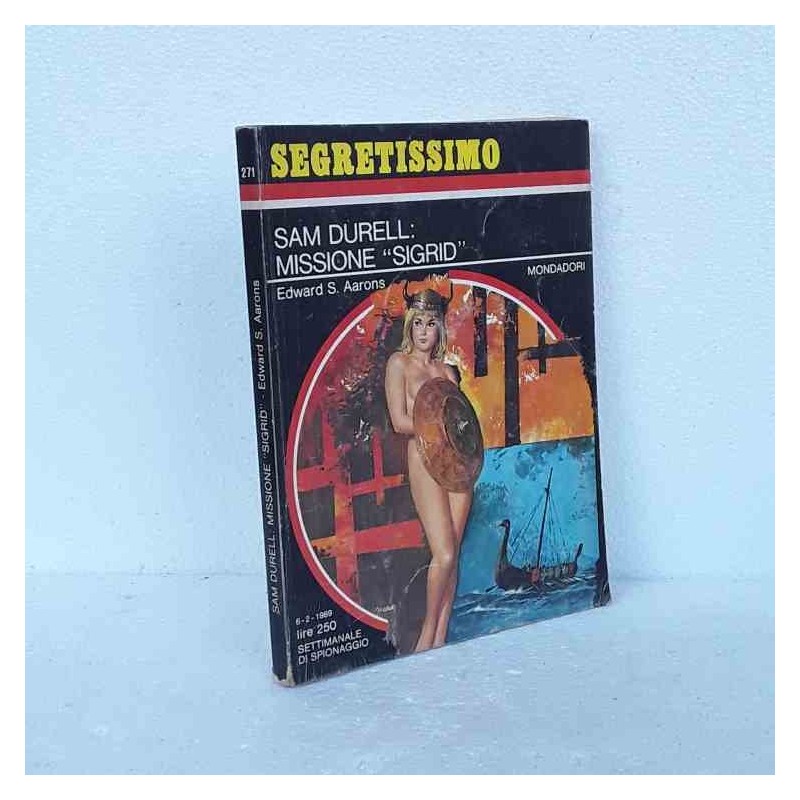 271
SEGRETISSIMO
SAM DURELL:
MISSIONE "SIGRID"
MONDADORI
Edward S. Aarons
SAM DURELL: MISSIONE "SIGRID" - Edward S. Aarons
6-2-1969
lire 250
SETTIMANALE
DI SPIONAGGIO